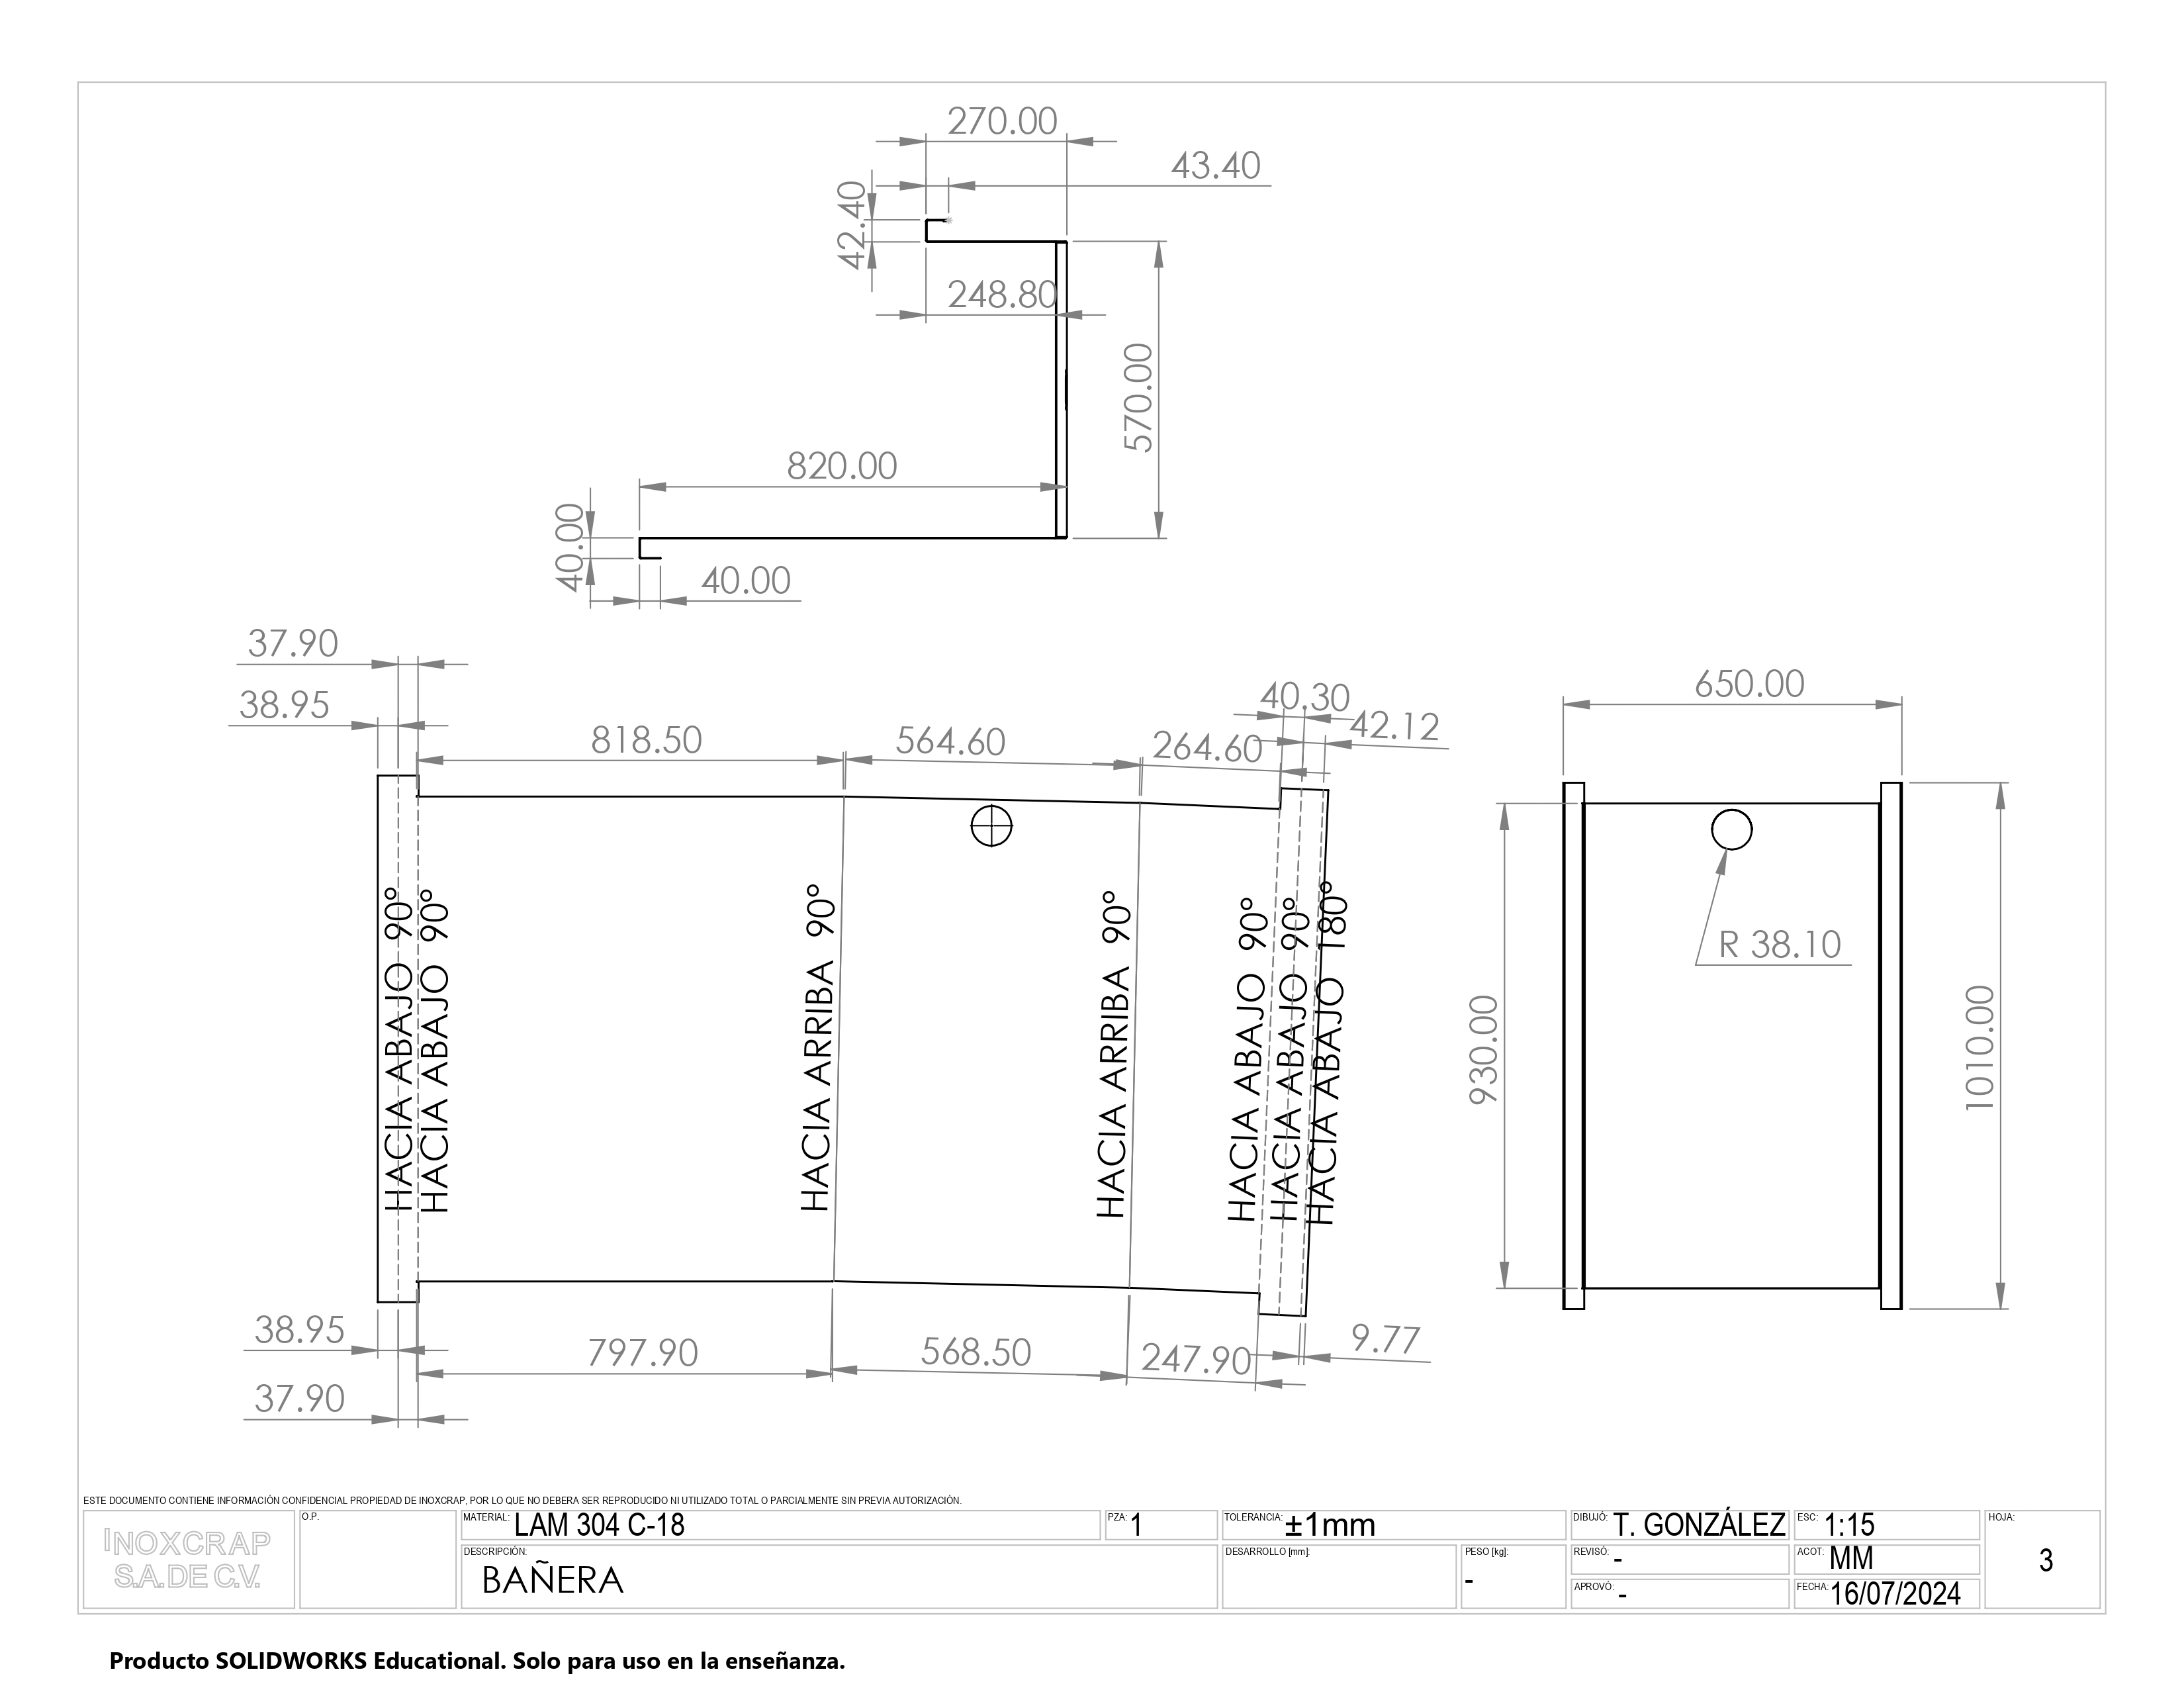 270.00
43.40
42.40
248.80
570.00
820.00
40.00
40.00
37.90
38.95
818.50
564.60
264.60
40.30
42.12
650.00
HACIA ABAJO 90°
HACIA ABAJO 90°
HACIA ARRIBA 90°
HACIA ARRIBA 90°
HACIA ABAJO 90°
HACIA ABAJO 90°
HACIA ABAJO 180°
R 38.10
930.00
1010.00
38.95
797.90
568.50
247.90
9.77
37.90
ESTE DOCUMENTO CONTIENE INFORMACIÓN CONFIDENCIAL PROPIEDAD DE INOXCRAP, POR LO QUE NO DEBERA SER REPRODUCIDO NI UTILIZADO TOTAL O PARCIALMENTE SIN PREVIA AUTORIZACIÓN.
INOXCRAP
S.A. DE C.V.
O.P.
MATERIAL: LAM 304 C-18
PZA: 1
TOLERANCIA: ±1mm
DIBUJÓ: T. GONZÁLEZ
ESC: 1:15
HOJA:
3
DESCRIPCIÓN:
BAÑERA
DESARROLLO [mm]:
PESO [kg]:
-
REVISÓ: -
ACOT: MM
APROVÓ: -
FECHA: 16/07/2024
Producto SOLIDWORKS Educational. Solo para uso en la enseñanza.